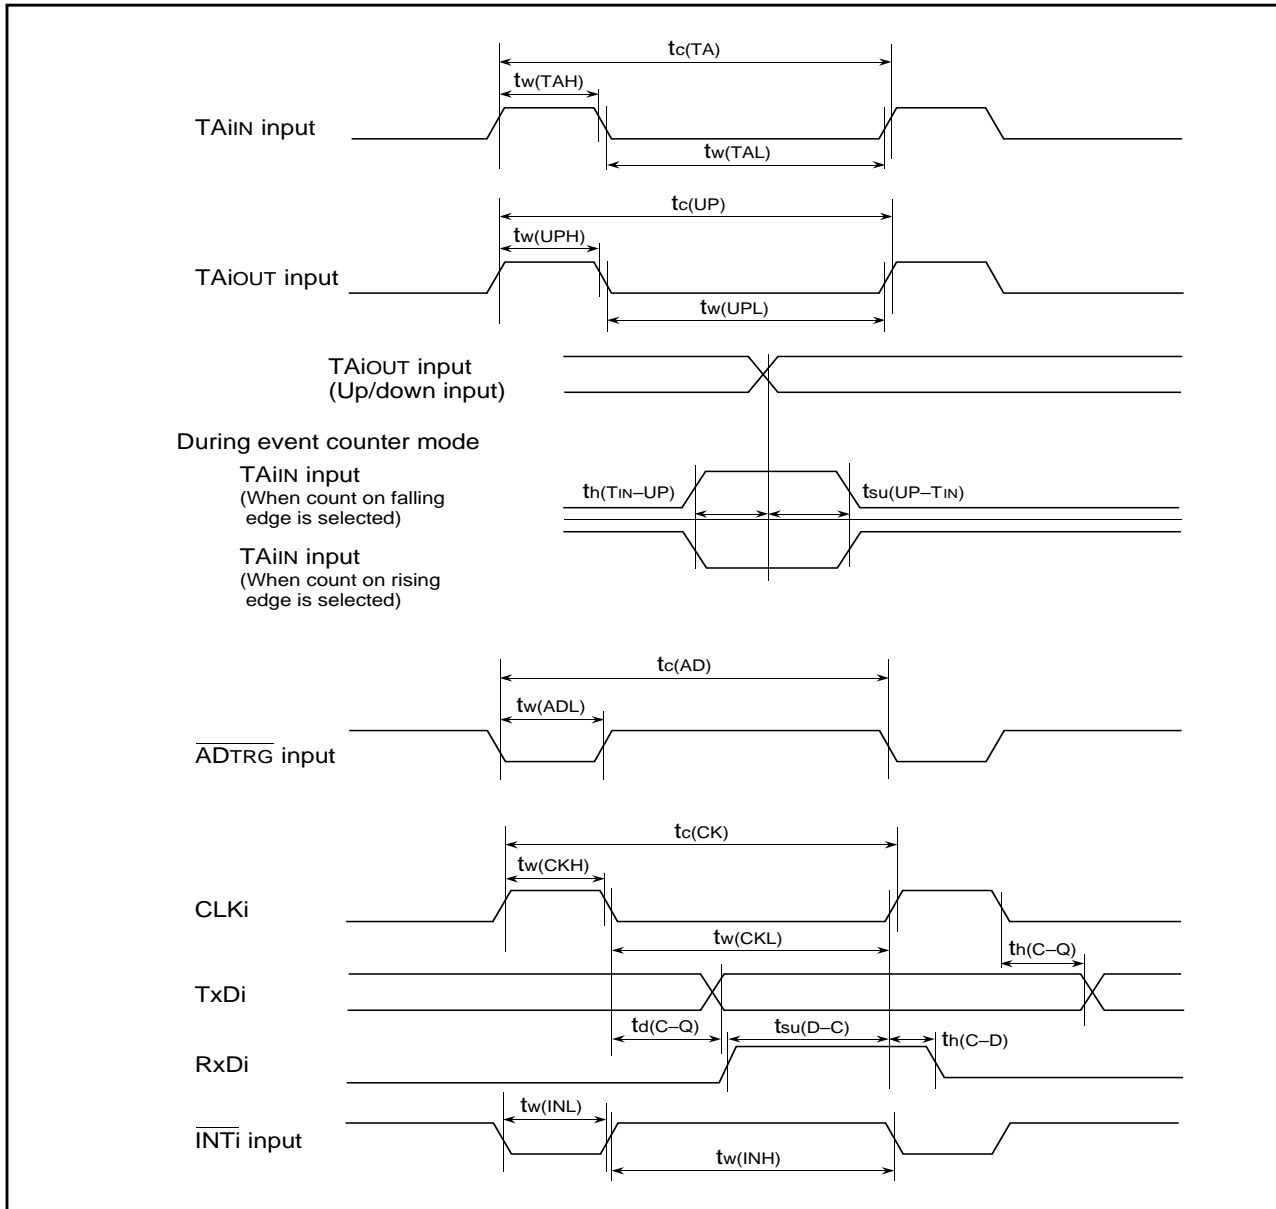 tc(TA)
tw(TAH)
TAiIN input
tw(TAL)
tc(UP)
tw(UPH)
TAiOUT input
tw(UPL)
TAiOUT input
(Up/down input)
During event counter mode
TAiIN input
(When count on falling
edge is selected)
th(TIN–UP)
tsu(UP–TIN)
TAiIN input
(When count on rising
edge is selected)
tc(AD)
tw(ADL)
ADTRG input
tc(CK)
tw(CKH)
CLKi
tw(CKL)
th(C–Q)
TxDi
td(C–Q)
tsu(D–C)
th(C–D)
RxDi
tw(INL)
INTi input
tw(INH)